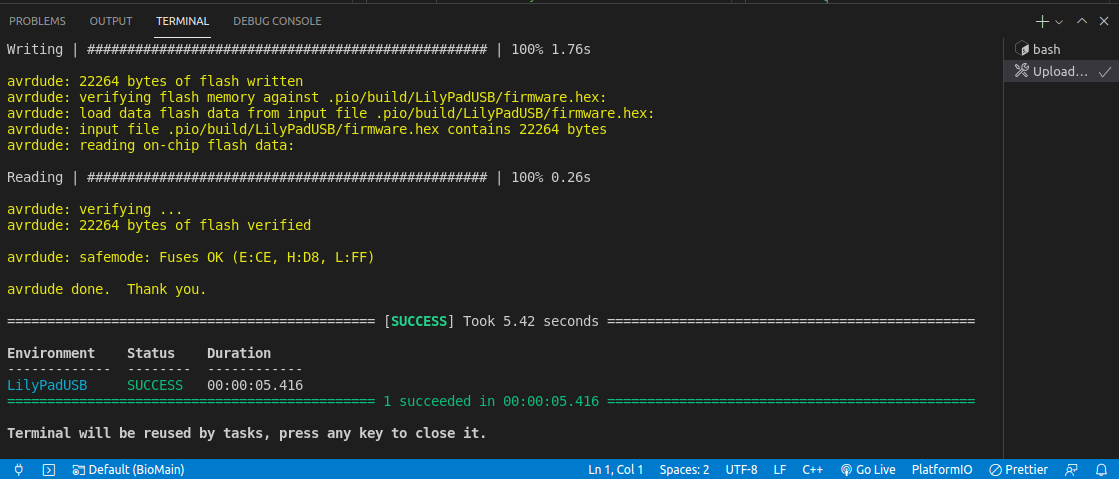 PROBLEMS OUTPUT TERMINAL DEBUG CONSOLE
Writing | ################################################## | 100% 1.76s
bash
Upload...
avrdude: 22264 bytes of flash written
avrdude: verifying flash memory against .pio/build/LilyPadUSB/firmware.hex:
avrdude: load data flash data from input file .pio/build/LilyPadUSB/firmware.hex:
avrdude: input file .pio/build/LilyPadUSB/firmware.hex contains 22264 bytes
avrdude: reading on-chip flash data:
Reading | ################################################## | 100% 0.26s
avrdude: verifying ...
avrdude: 22264 bytes of flash verified
avrdude: safemode: Fuses OK (E:CE, H:D8, L:FF)
avrdude done.  Thank you.
============================================== [SUCCESS] Took 5.42 seconds ==============================================
Environment    Status    Duration
-------------  --------  ------------
LilyPadUSB     SUCCESS   00:00:05.416
============================================== 1 succeeded in 00:00:05.416 ==============================================
Terminal will be reused by tasks, press any key to close it.
Default (BioMain) Ln 1, Col 1 Spaces: 2 UTF-8 LF C++ Go Live PlatformIO Prettier